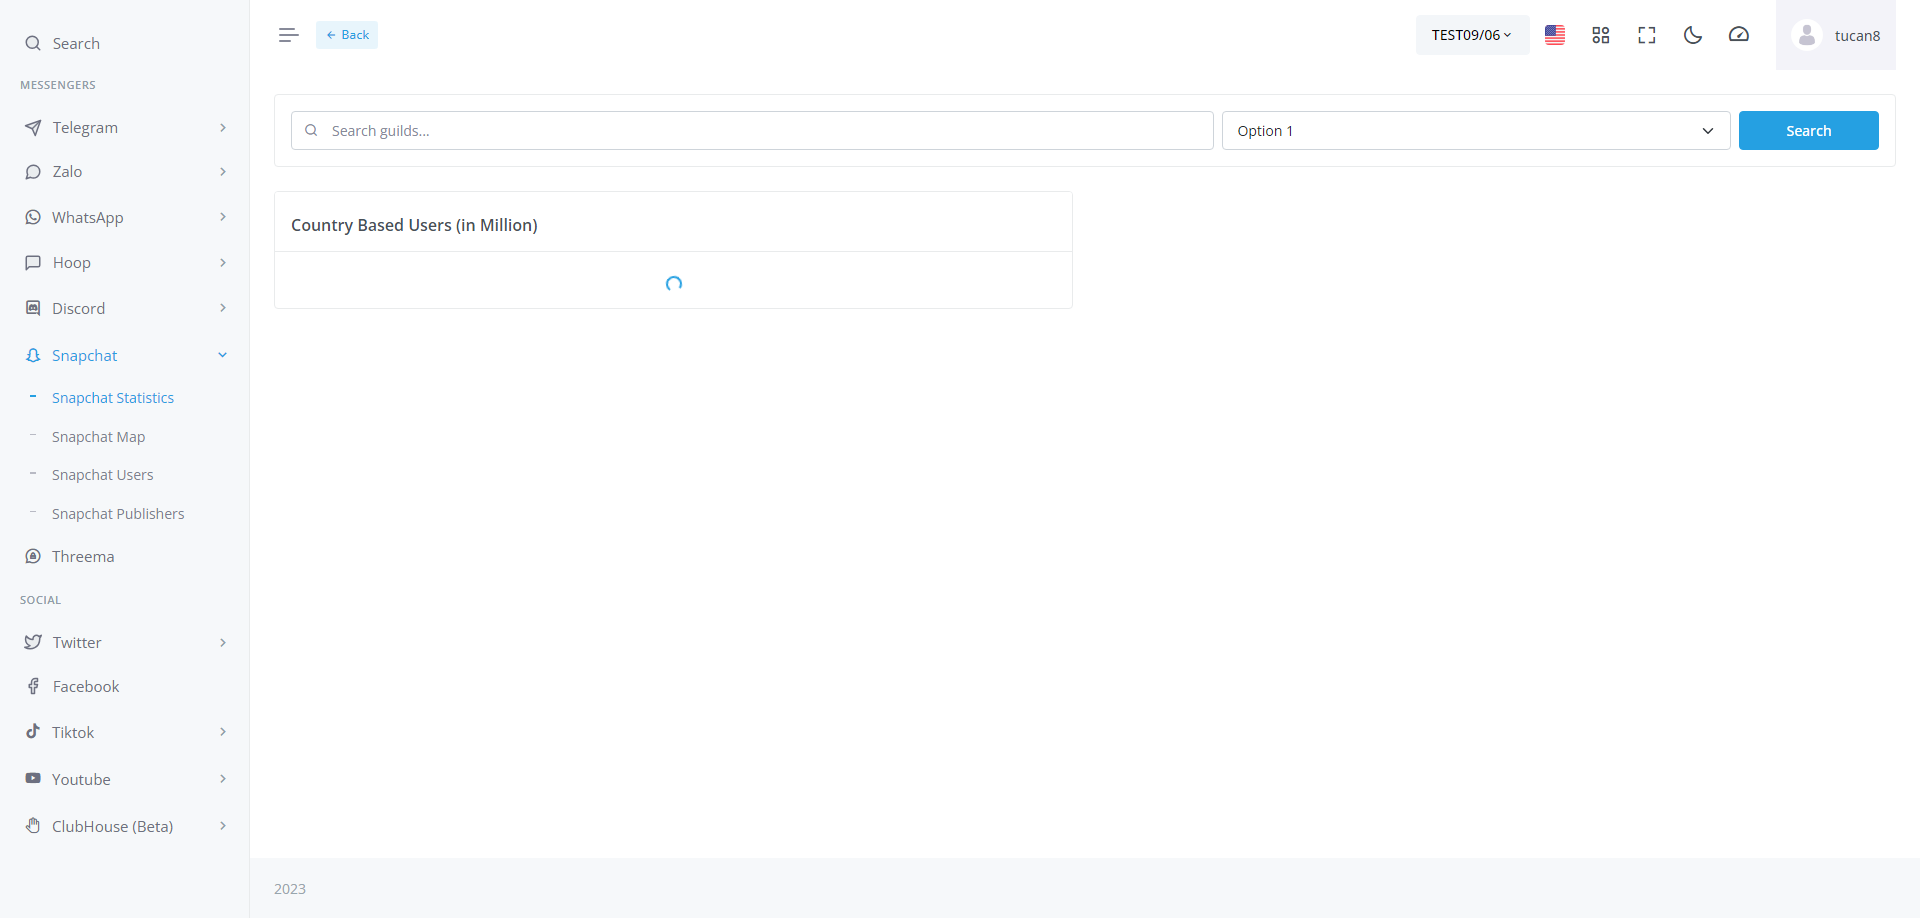 Search
MESSENGERS
Telegram
Zalo
WhatsApp
Hoop
Discord
Snapchat
Snapchat Statistics
Snapchat Map
Snapchat Users
Snapchat Publishers
Threema
SOCIAL
Twitter
Facebook
Tiktok
Youtube
ClubHouse (Beta)
Back
TEST09/06
tucan8
Search guilds...
Option 1
Search
Country Based Users (in Million)
2023